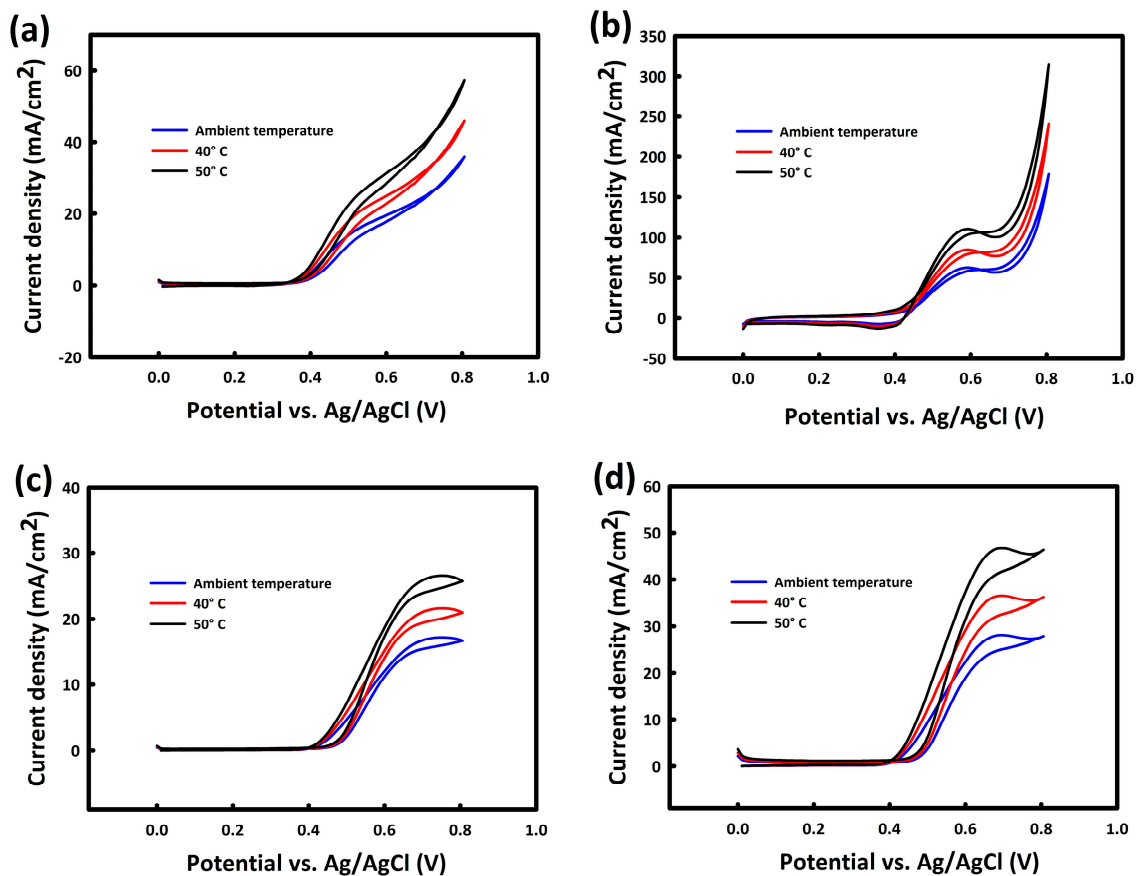 (a)
Current density (mA/cm²)
60
40
20
0
-20
Ambient temperature
40° C
50° C
0.0 0.2 0.4 0.6 0.8 1.0
Potential vs. Ag/AgCl (V)
(b)
Current density (mA/cm²)
350
300
250
200
150
100
50
0
-50
Ambient temperature
40° C
50° C
0.0 0.2 0.4 0.6 0.8 1.0
Potential vs. Ag/AgCl (V)
(c)
Current density (mA/cm²)
40
30
20
10
0
Ambient temperature
40° C
50° C
0.0 0.2 0.4 0.6 0.8 1.0
Potential vs. Ag/AgCl (V)
(d)
Current density (mA/cm²)
60
50
40
30
20
10
0
Ambient temperature
40° C
50° C
0.0 0.2 0.4 0.6 0.8 1.0
Potential vs. Ag/AgCl (V)